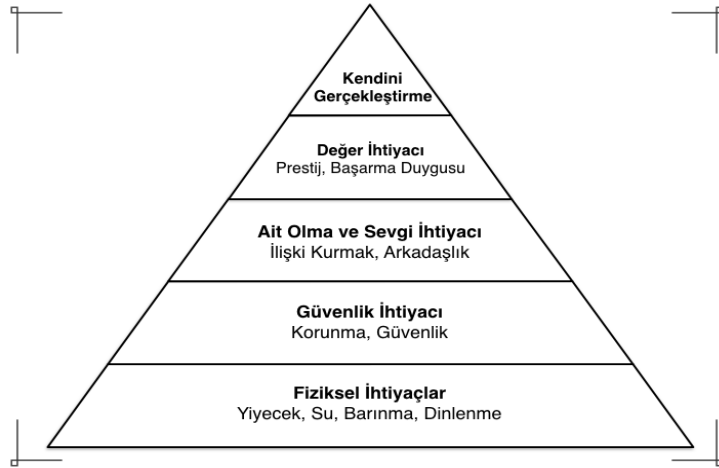 Kendini
Gerçekleştirme
Değer İhtiyacı
Prestij, Başarma Duygusu
Ait Olma ve Sevgi İhtiyacı
İlişki Kurmak, Arkadaşlık
Güvenlik İhtiyacı
Korunma, Güvenlik
Fiziksel İhtiyaçlar
Yiyecek, Su, Barınma, Dinlenme